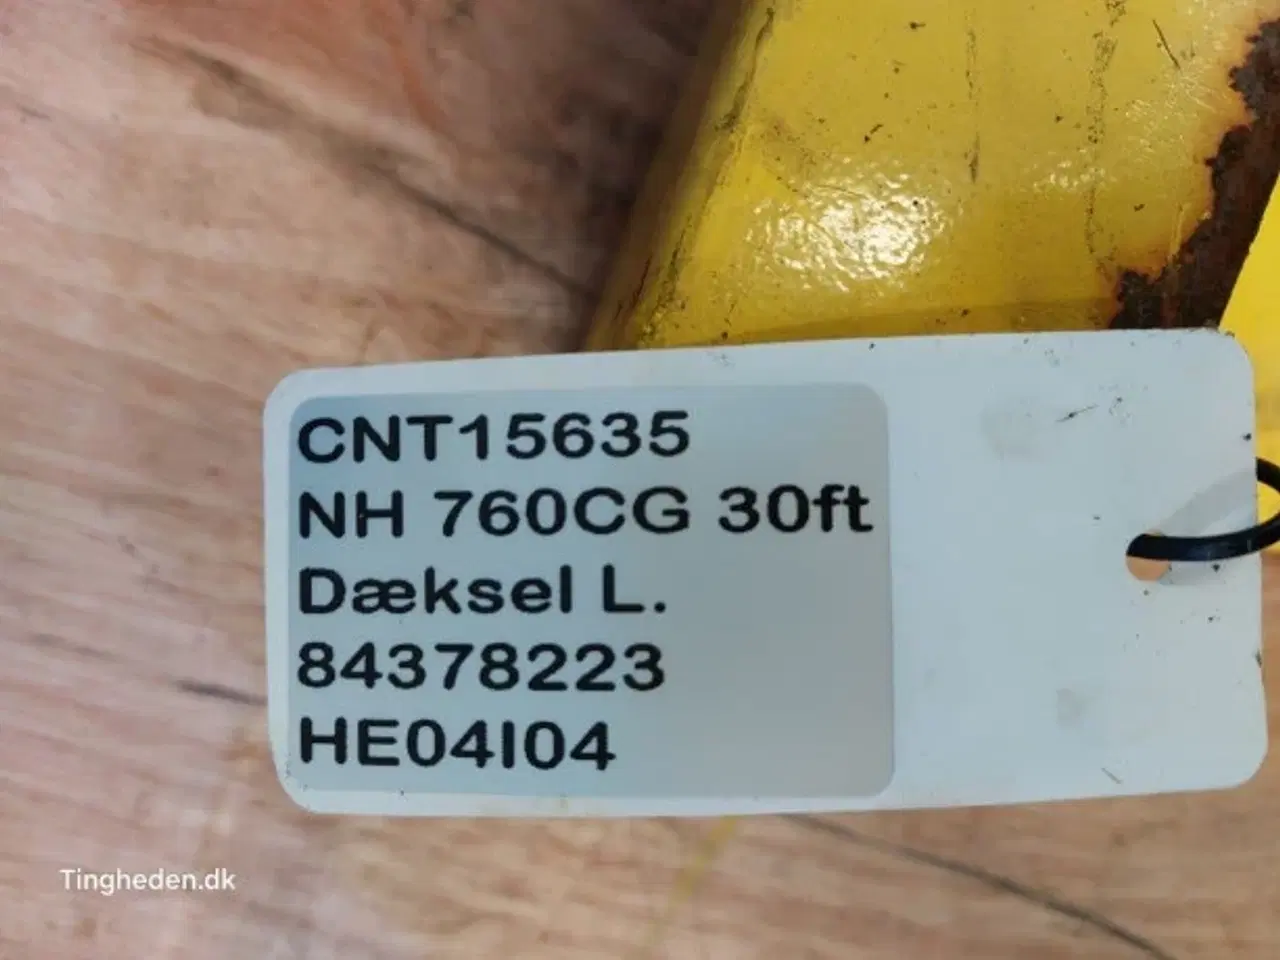 CNT15635
NH 760CG 30ft
Dæksel L.
84378223
HE04I04
Tingheden.dk